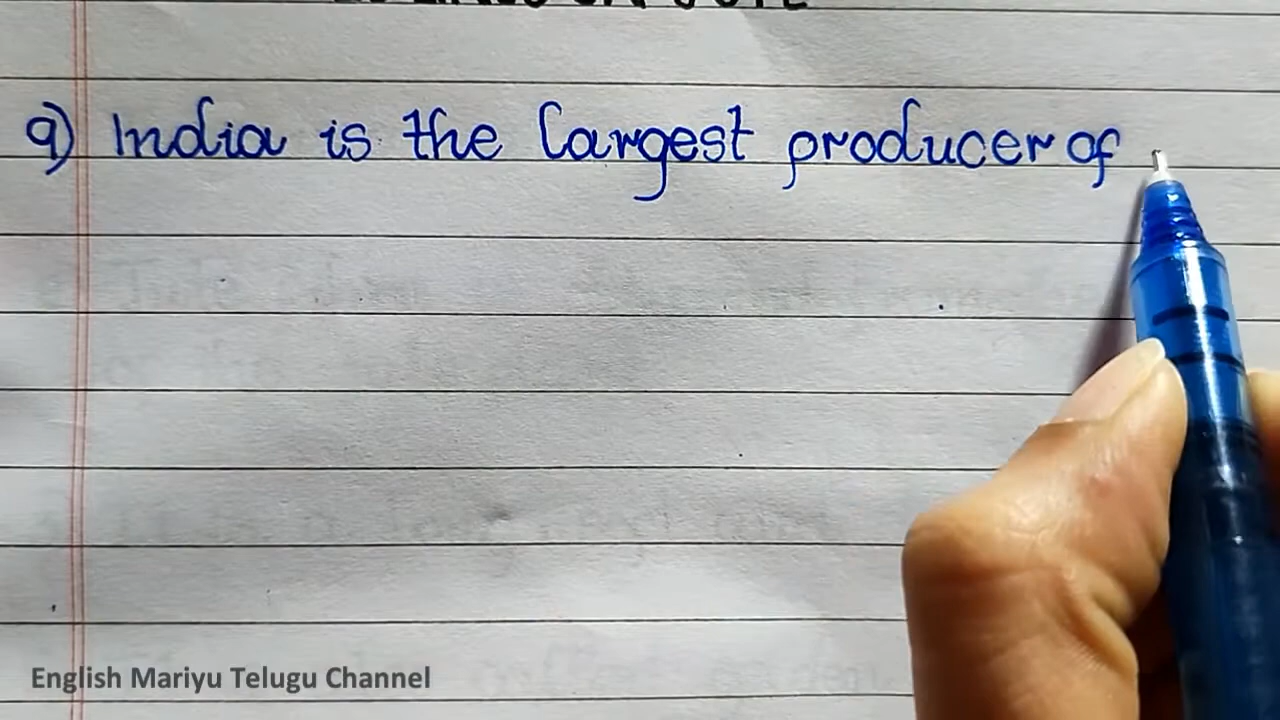 9) India is the largest producer of
English Mariyu Telugu Channel